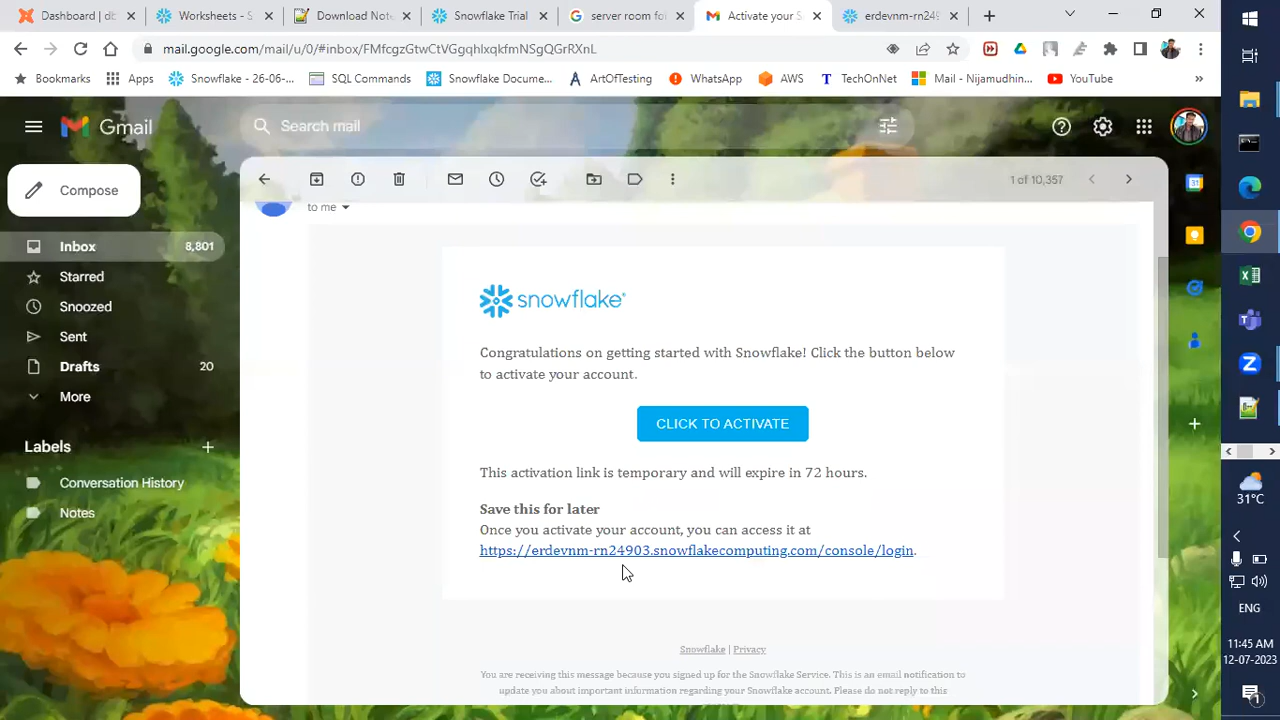 Dashboard | db
Worksheets - S
Download Note
Snowflake Trial
server room fo
Activate your S
erdevnm-rn249
mail.google.com/mail/u/0/#inbox/FMfcgzGtwCtVGgnhlxqkfmNSgQGrRXnL
Bookmarks
Apps
Snowflake - 26-06-...
SQL Commands
Snowflake Docume...
ArtOfTesting
WhatsApp
AWS
TechOnNet
Mail - Nijamudhin...
YouTube
»
Gmail
Search mail
Compose
1 of 10,357
to me
Inbox 8,801
Starred
Snoozed
Sent
Drafts 20
More
Labels
Conversation History
Notes
snowflake
Congratulations on getting started with Snowflake! Click the button below
to activate your account.
CLICK TO ACTIVATE
This activation link is temporary and will expire in 72 hours.
Save this for later
Once you activate your account, you can access it at
https://erdevnm-rn24903.snowflakecomputing.com/console/login.
Snowflake | Privacy
You are receiving this message because you signed up for the Snowflake Service. This is an email notification to
update you about important information regarding your Snowflake account. Please do not reply to this
31°C
ENG
11:45 AM
12-07-2023
1